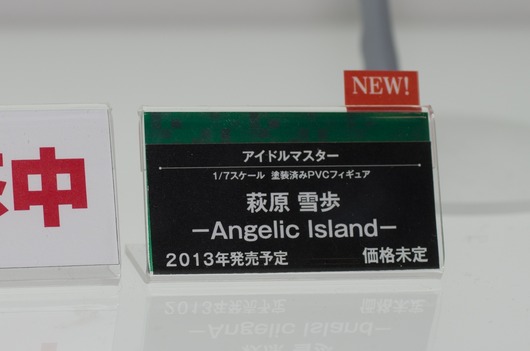 NEW!
アイドルマスター
1/7スケール 塗装済みPVCフィギュア
萩原 雪歩
−Angelic Island−
2013年発売予定 価格未定
中